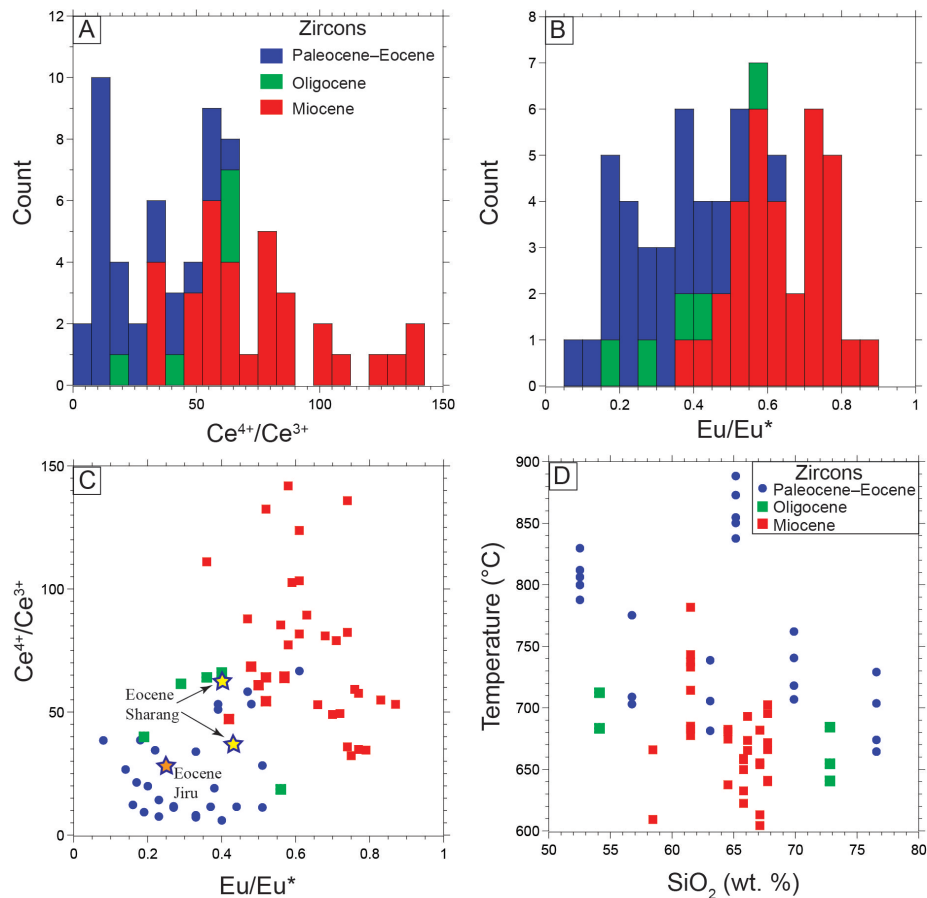 A
Zircons
Paleocene–Eocene
Oligocene
Miocene
12
10
8
6
4
2
0
Count
0
50
100
150
Ce⁴⁺/Ce³⁺
B
8
7
6
5
4
3
2
1
0
Count
0
0.2
0.4
0.6
0.8
1
Eu/Eu*
C
150
100
50
0
Ce⁴⁺/Ce³⁺
Eocene
Sharang
Eocene
Jiru
0
0.2
0.4
0.6
0.8
1
Eu/Eu*
D
Zircons
Paleocene–Eocene
Oligocene
Miocene
900
850
800
750
700
650
600
Temperature (°C)
50
55
60
65
70
75
80
SiO₂ (wt. %)